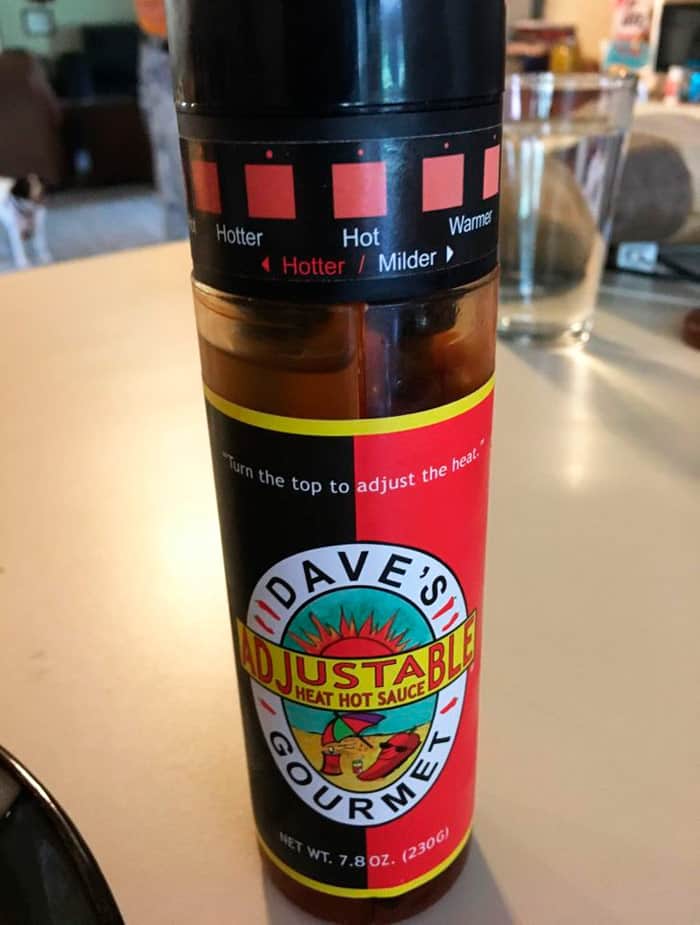 Hotter Hot Warmer
Hotter / Milder
"Turn the top to adjust the heat."
DAVE'S
ADJUSTABLE
HEAT HOT SAUCE
GOURMET
NET WT. 7.8 OZ. (230G)